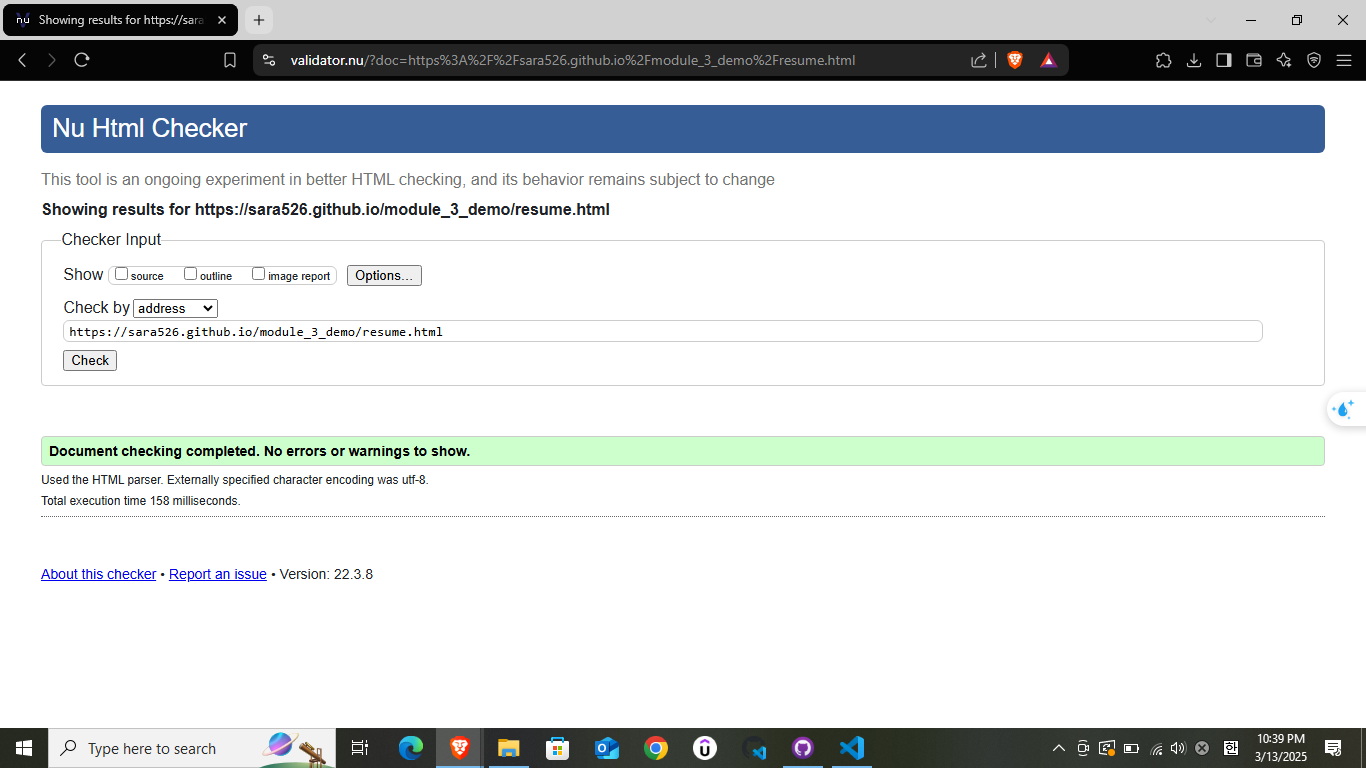 nu Showing results for https://sara
validator.nu/?doc=https%3A%2F%2Fsara526.github.io%2Fmodule_3_demo%2Fresume.html
Nu Html Checker
This tool is an ongoing experiment in better HTML checking, and its behavior remains subject to change
Showing results for https://sara526.github.io/module_3_demo/resume.html
Checker Input
Show source outline image report Options...
Check by address
https://sara526.github.io/module_3_demo/resume.html
Check
Document checking completed. No errors or warnings to show.
Used the HTML parser. Externally specified character encoding was utf-8.
Total execution time 158 milliseconds.
About this checker • Report an issue • Version: 22.3.8
Type here to search
10:39 PM
3/13/2025